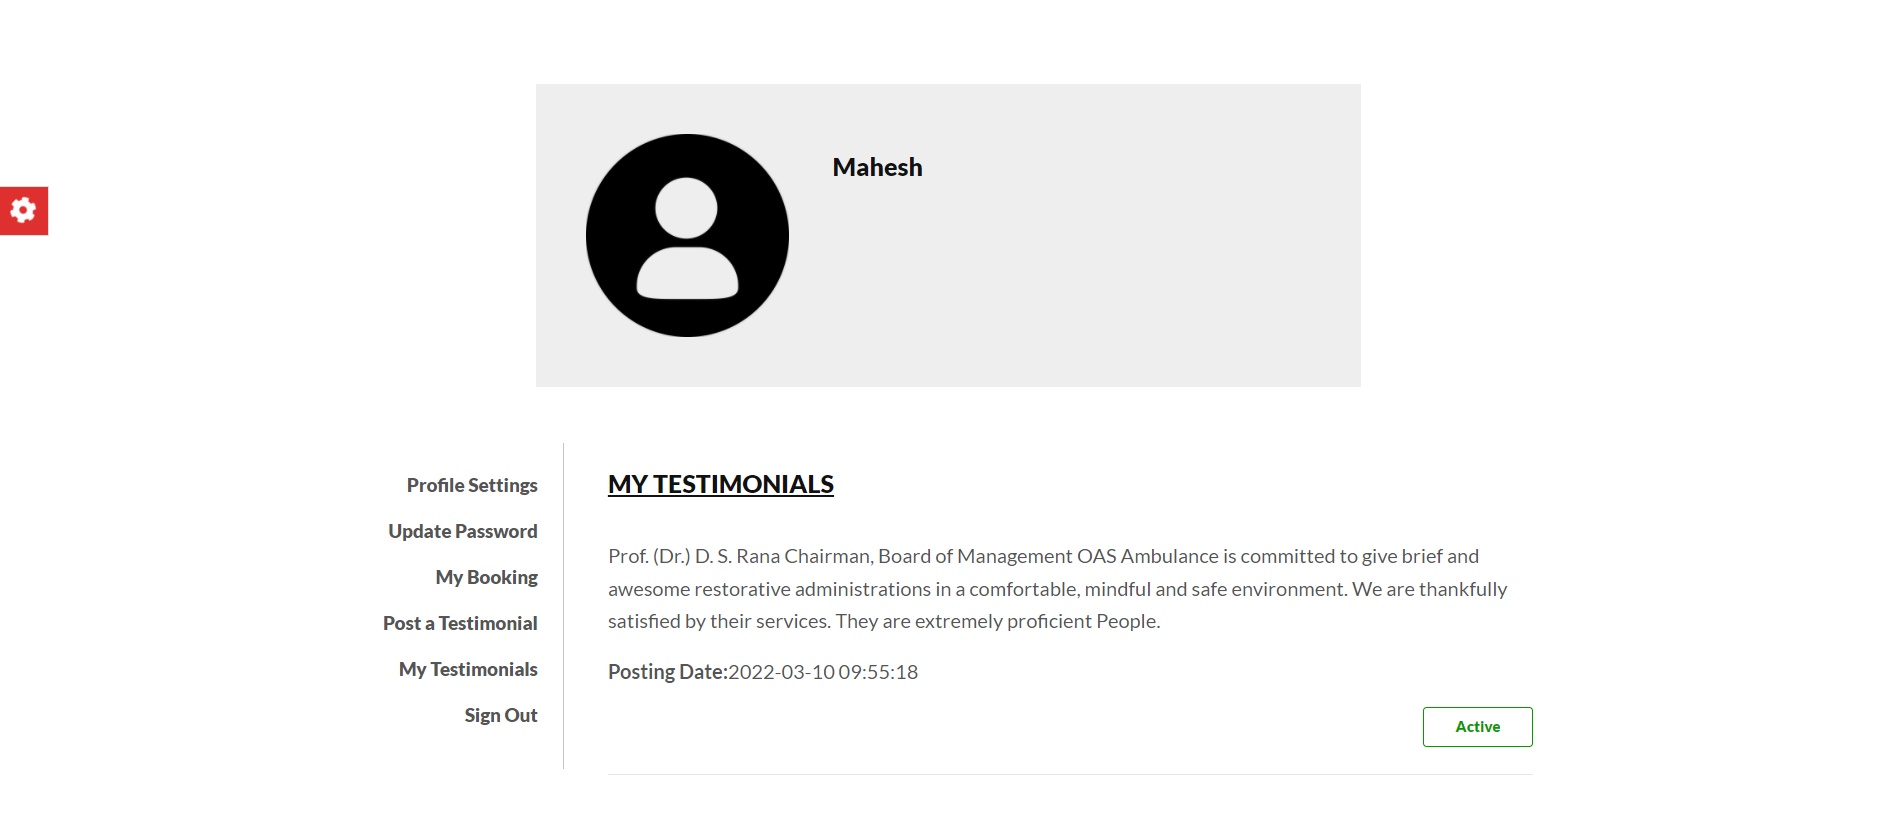 Mahesh
Profile Settings
Update Password
My Booking
Post a Testimonial
My Testimonials
Sign Out
MY TESTIMONIALS
Prof. (Dr.) D. S. Rana Chairman, Board of Management OAS Ambulance is committed to give brief and
awesome restorative administrations in a comfortable, mindful and safe environment. We are thankfully
satisfied by their services. They are extremely proficient People.
Posting Date:2022-03-10 09:55:18
Active